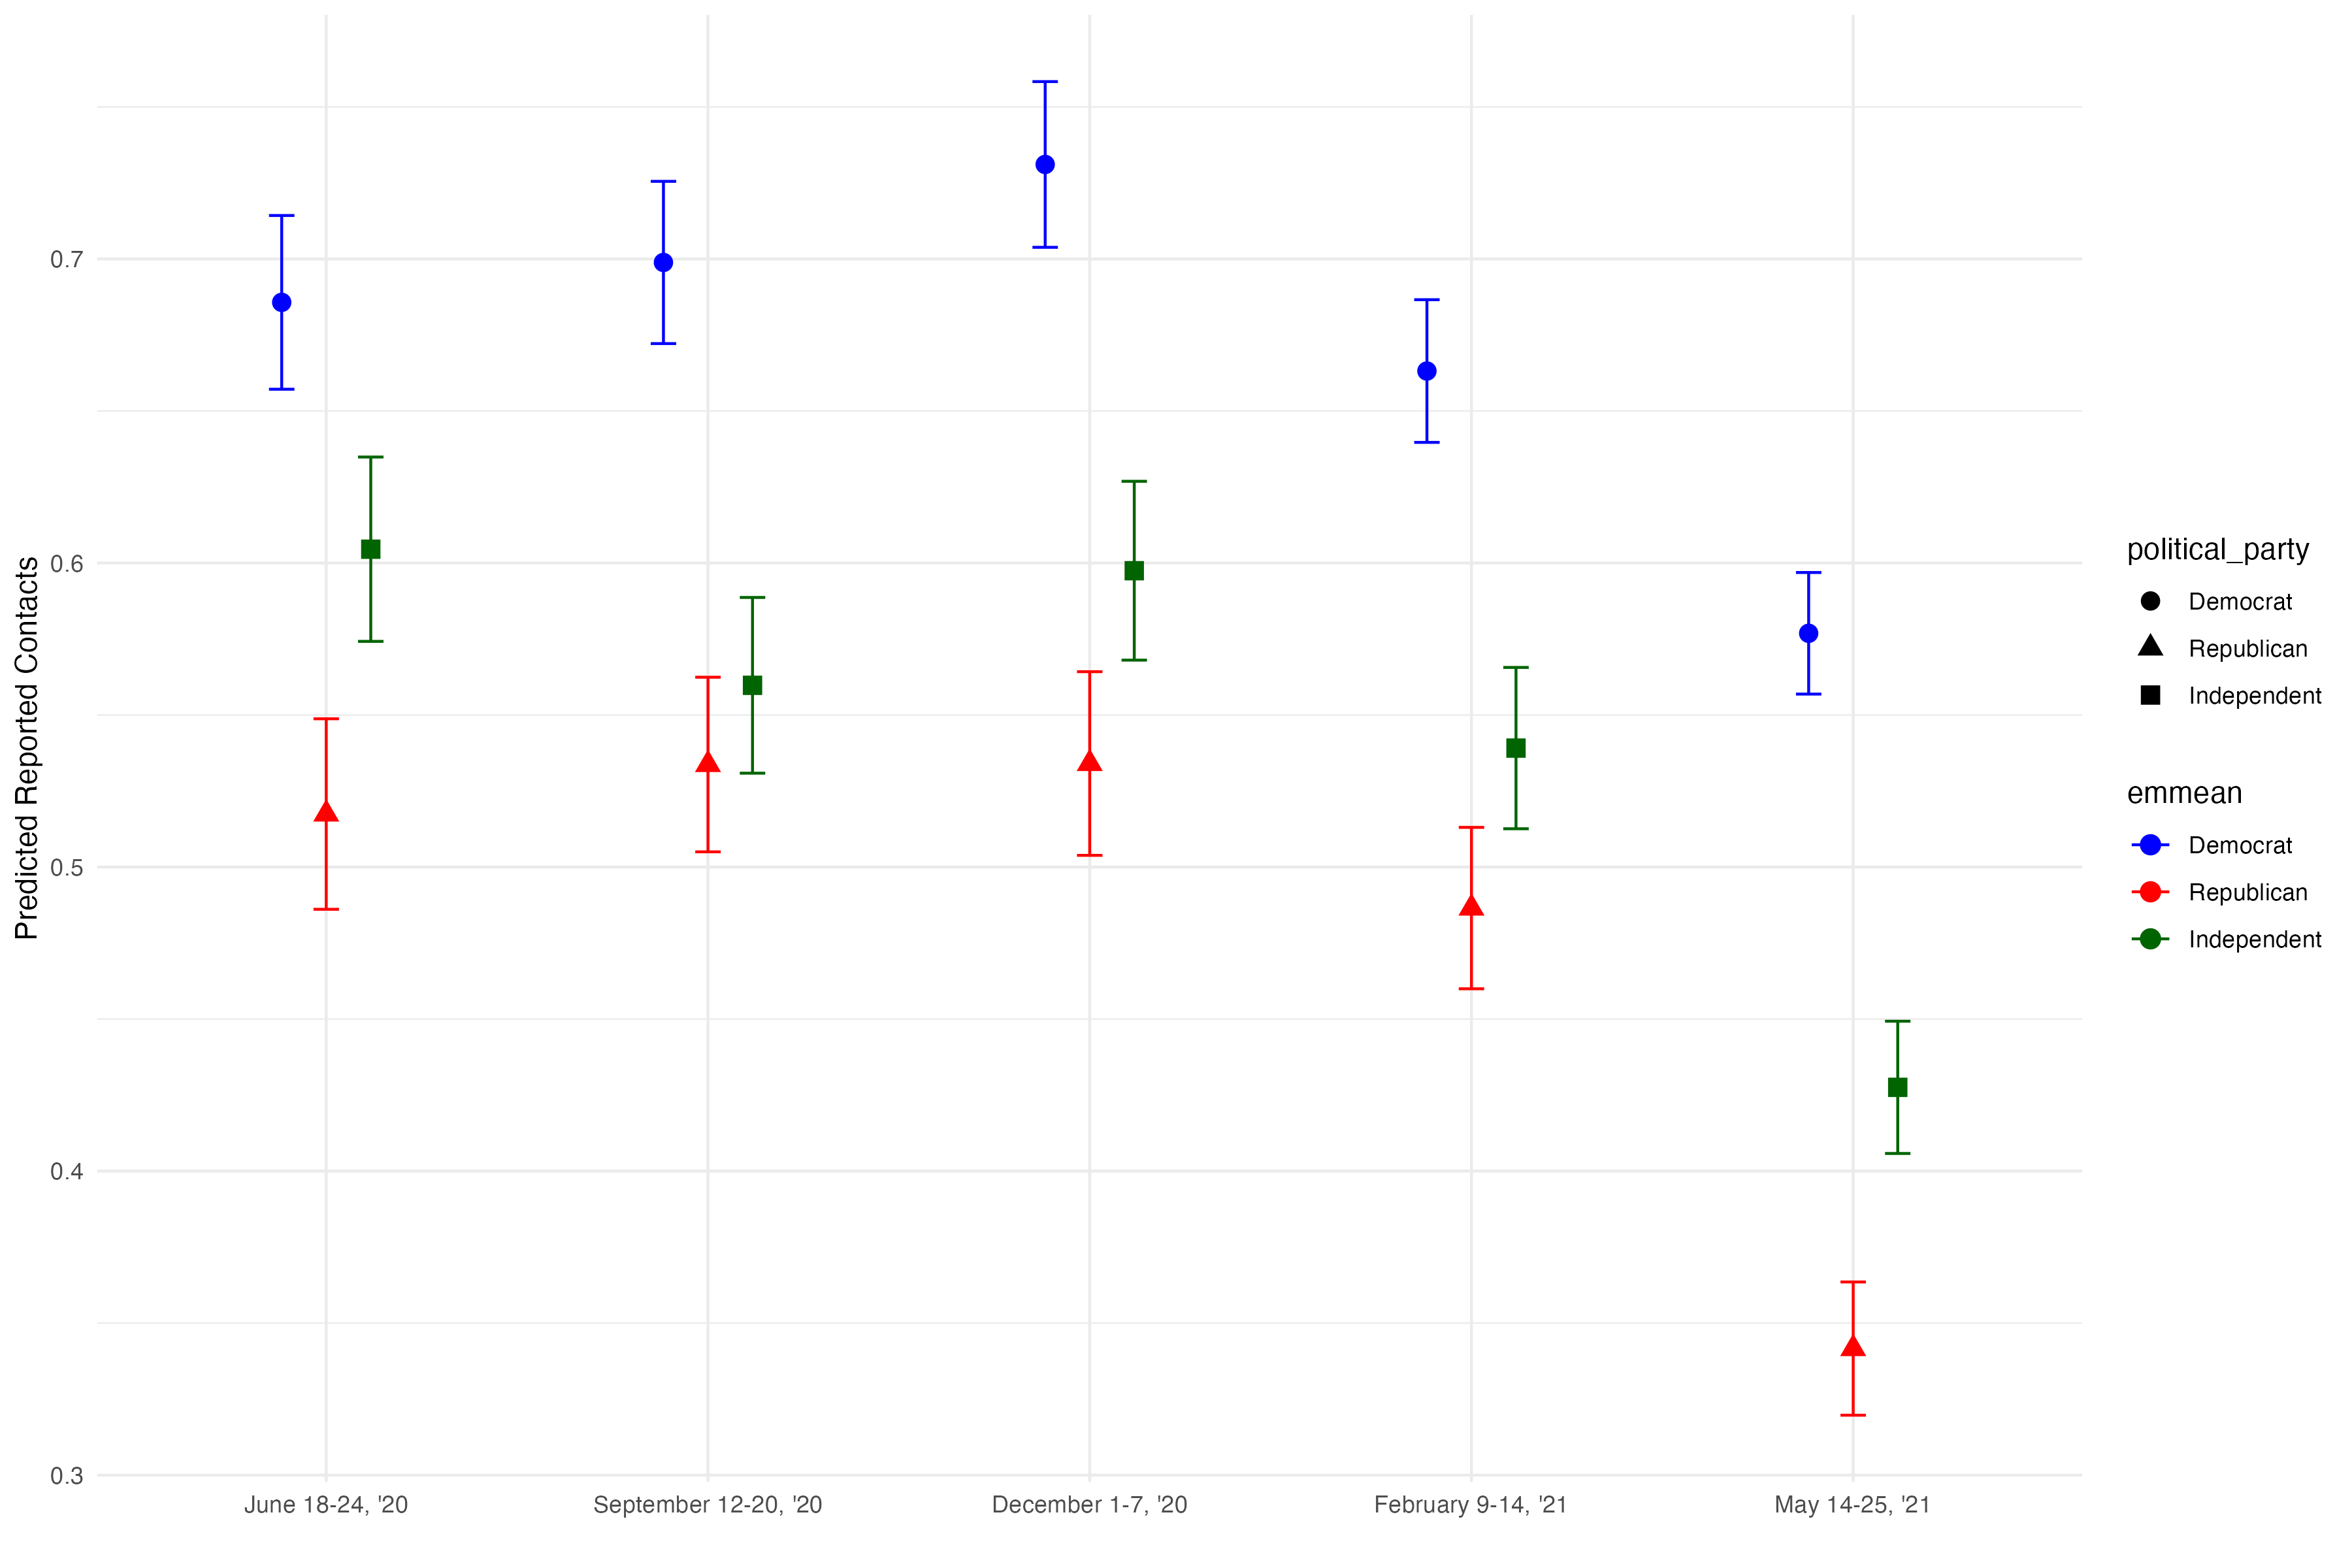 Predicted Reported Contacts
0.7
0.6
0.5
0.4
0.3
June 18-24, '20
September 12-20, '20
December 1-7, '20
February 9-14, '21
May 14-25, '21
political_party
Democrat
Republican
Independent
emmean
Democrat
Republican
Independent